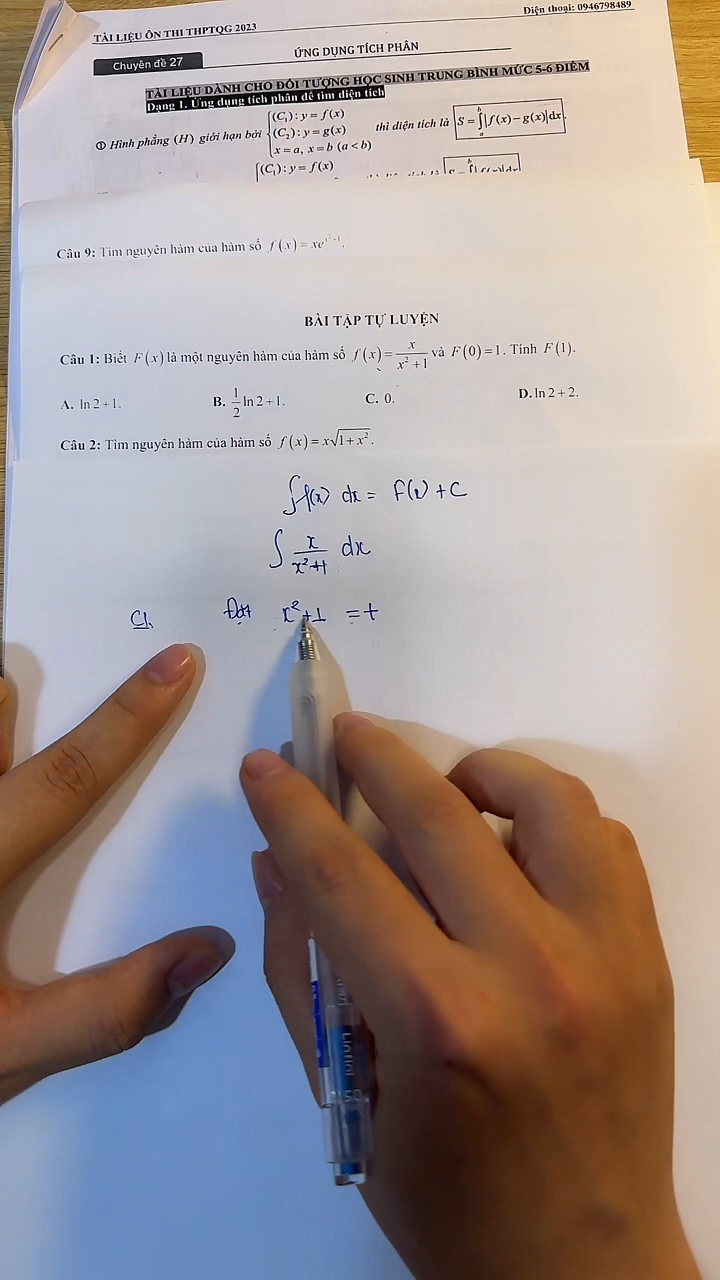 TÀI LIỆU ÔN THI THPTQG 2023 Điện thoại: 0946798489
Chuyên đề 27 ỨNG DỤNG TÍCH PHÂN
TÀI LIỆU DÀNH CHO ĐỐI TƯỢNG HỌC SINH TRUNG BÌNH MỨC 5-6 ĐIỂM
Dạng 1. Ứng dụng tích phân để tìm diện tích
① Hình phẳng (H) giới hạn bởi { (C₁): y = f(x) (C₂): y = g(x) x = a, x = b (a < b) thì diện tích là S = ∫ₐᵇ |f(x) − g(x)| dx.
(C₁): y = f(x)
Câu 9: Tìm nguyên hàm của hàm số f(x) = xe^(x²+1).
BÀI TẬP TỰ LUYỆN
Câu 1: Biết F(x) là một nguyên hàm của hàm số f(x) = x/(x² + 1) và F(0) = 1. Tính F(1).
A. ln 2 + 1. B. 1/2 ln 2 + 1. C. 0. D. ln 2 + 2.
Câu 2: Tìm nguyên hàm của hàm số f(x) = x√(1 + x²).
∫f(x) dx = F(x) + C
∫ x/(x²+1) dx
C1. Đặt x² + 1 = t